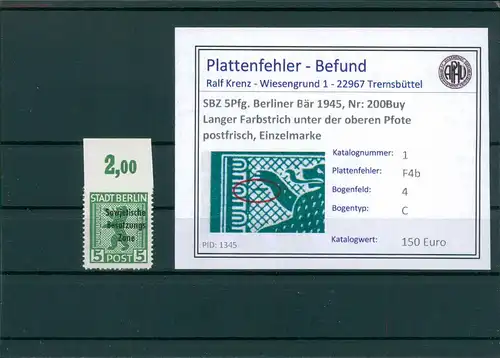 Plattenfehler - Befund
Ralf Krenz - Wiesengrund 1 - 22967 Tremsbüttel
SBZ 5Pfg. Berliner Bär 1945, Nr: 200Buy
Langer Farbstrich unter der oberen Pfote
postfrisch, Einzelmarke
Katalognummer: 1
Plattenfehler: F4b
Bogenfeld: 4
Bogentyp: C
Katalogwert: 150 Euro
PID: 1345
2,00
STADT BERLIN
Sowjetische
Besatzungs
Zone
5 POST 5